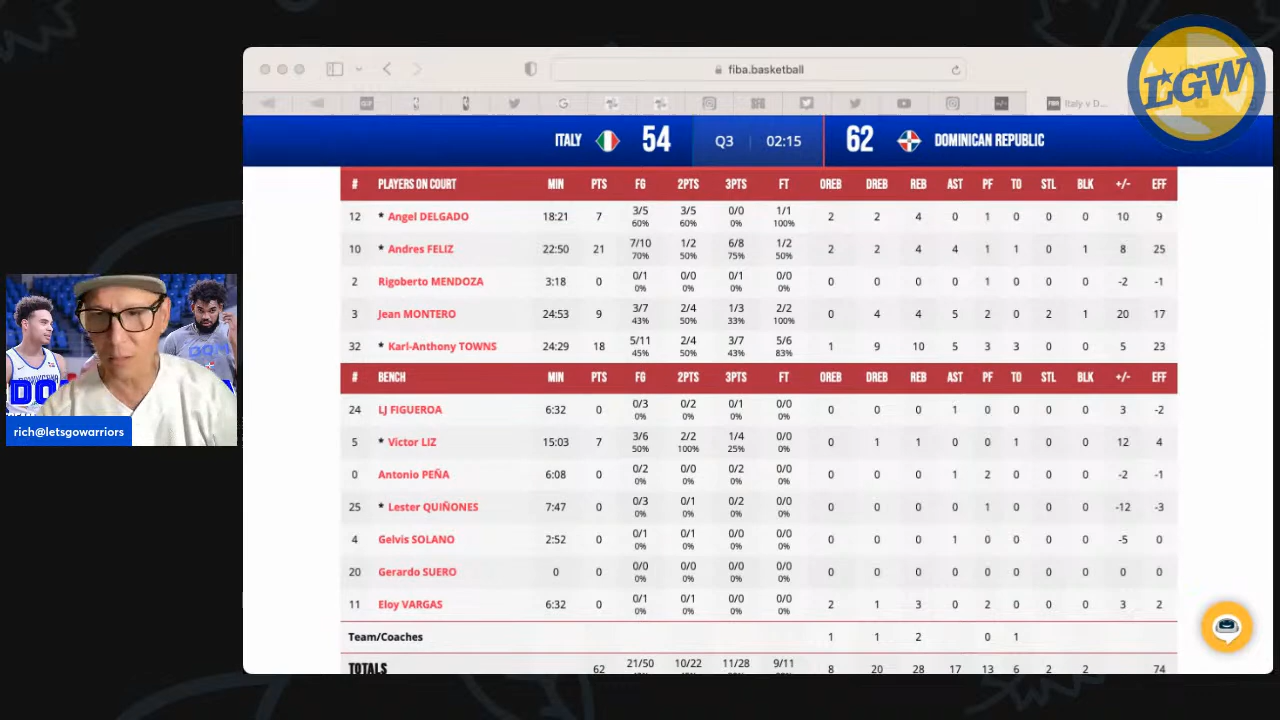 LGW
fiba.basketball
Italy v D...
ITALY 54 Q3 02:15 62 DOMINICAN REPUBLIC
# PLAYERS ON COURT MIN PTS FG 2PTS 3PTS FT OREB DREB REB AST PF TO STL BLK +/- EFF
12 * Angel DELGADO 18:21 7 3/5 3/5 0/0 1/1 2 2 4 0 1 0 0 0 10 9
60% 60% 0% 100%
10 * Andres FELIZ 22:50 21 7/10 1/2 6/8 1/2 2 2 4 4 1 1 0 1 8 25
70% 50% 75% 50%
2 Rigoberto MENDOZA 3:18 0 0/1 0/0 0/1 0/0 0 0 0 0 1 0 0 0 -2 -1
0% 0% 0% 0%
3 Jean MONTERO 24:53 9 3/7 2/4 1/3 2/2 0 4 4 5 2 0 2 1 20 17
43% 50% 33% 100%
32 * Karl-Anthony TOWNS 24:29 18 5/11 2/4 3/7 5/6 1 9 10 5 3 3 0 0 5 23
45% 50% 43% 83%
# BENCH MIN PTS FG 2PTS 3PTS FT OREB DREB REB AST PF TO STL BLK +/- EFF
24 LJ FIGUEROA 6:32 0 0/3 0/2 0/1 0/0 0 0 0 1 0 0 0 0 3 -2
0% 0% 0% 0%
5 * Victor LIZ 15:03 7 3/6 2/2 1/4 0/0 0 1 1 0 0 1 0 0 12 4
50% 100% 25% 0%
0 Antonio PEÑA 6:08 0 0/2 0/0 0/2 0/0 0 0 0 1 2 0 0 0 -2 -1
0% 0% 0% 0%
25 * Lester QUIÑONES 7:47 0 0/3 0/1 0/2 0/0 0 0 0 0 1 0 0 0 -12 -3
0% 0% 0% 0%
4 Gelvis SOLANO 2:52 0 0/1 0/1 0/0 0/0 0 0 0 1 0 0 0 0 -5 0
0% 0% 0% 0%
20 Gerardo SUERO 0 0 0/0 0/0 0/0 0/0 0 0 0 0 0 0 0 0 0 0
0% 0% 0% 0%
11 Eloy VARGAS 6:32 0 0/1 0/1 0/0 0/0 2 1 3 0 2 0 0 0 3 2
0% 0% 0% 0%
Team/Coaches 1 1 2 0 1
TOTALS 62 21/50 10/22 11/28 9/11 8 20 28 17 13 6 2 2 74
rich@letsgowarriors